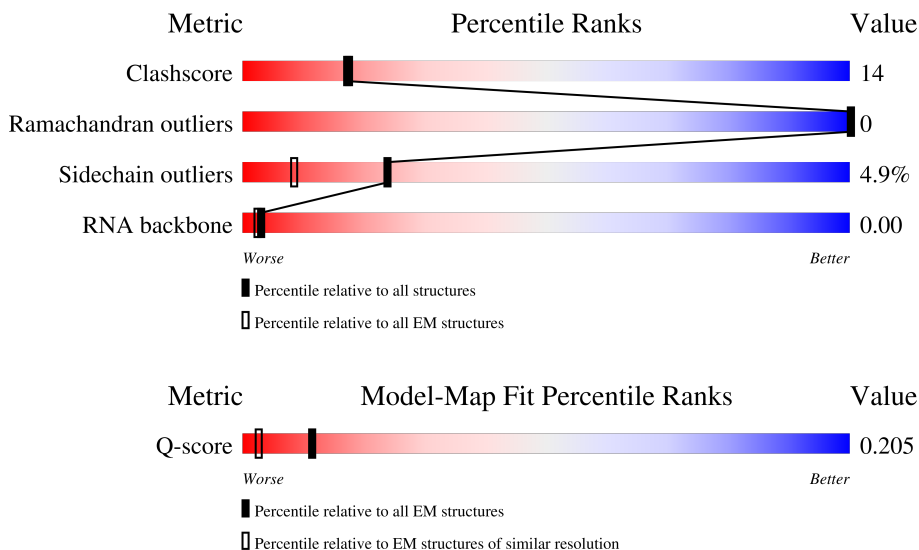 Metric Percentile Ranks Value
Clashscore 14
Ramachandran outliers 0
Sidechain outliers 4.9%
RNA backbone 0.00
Worse Better
Percentile relative to all structures
Percentile relative to all EM structures
Metric Model-Map Fit Percentile Ranks Value
Q-score 0.205
Worse Better
Percentile relative to all EM structures
Percentile relative to EM structures of similar resolution